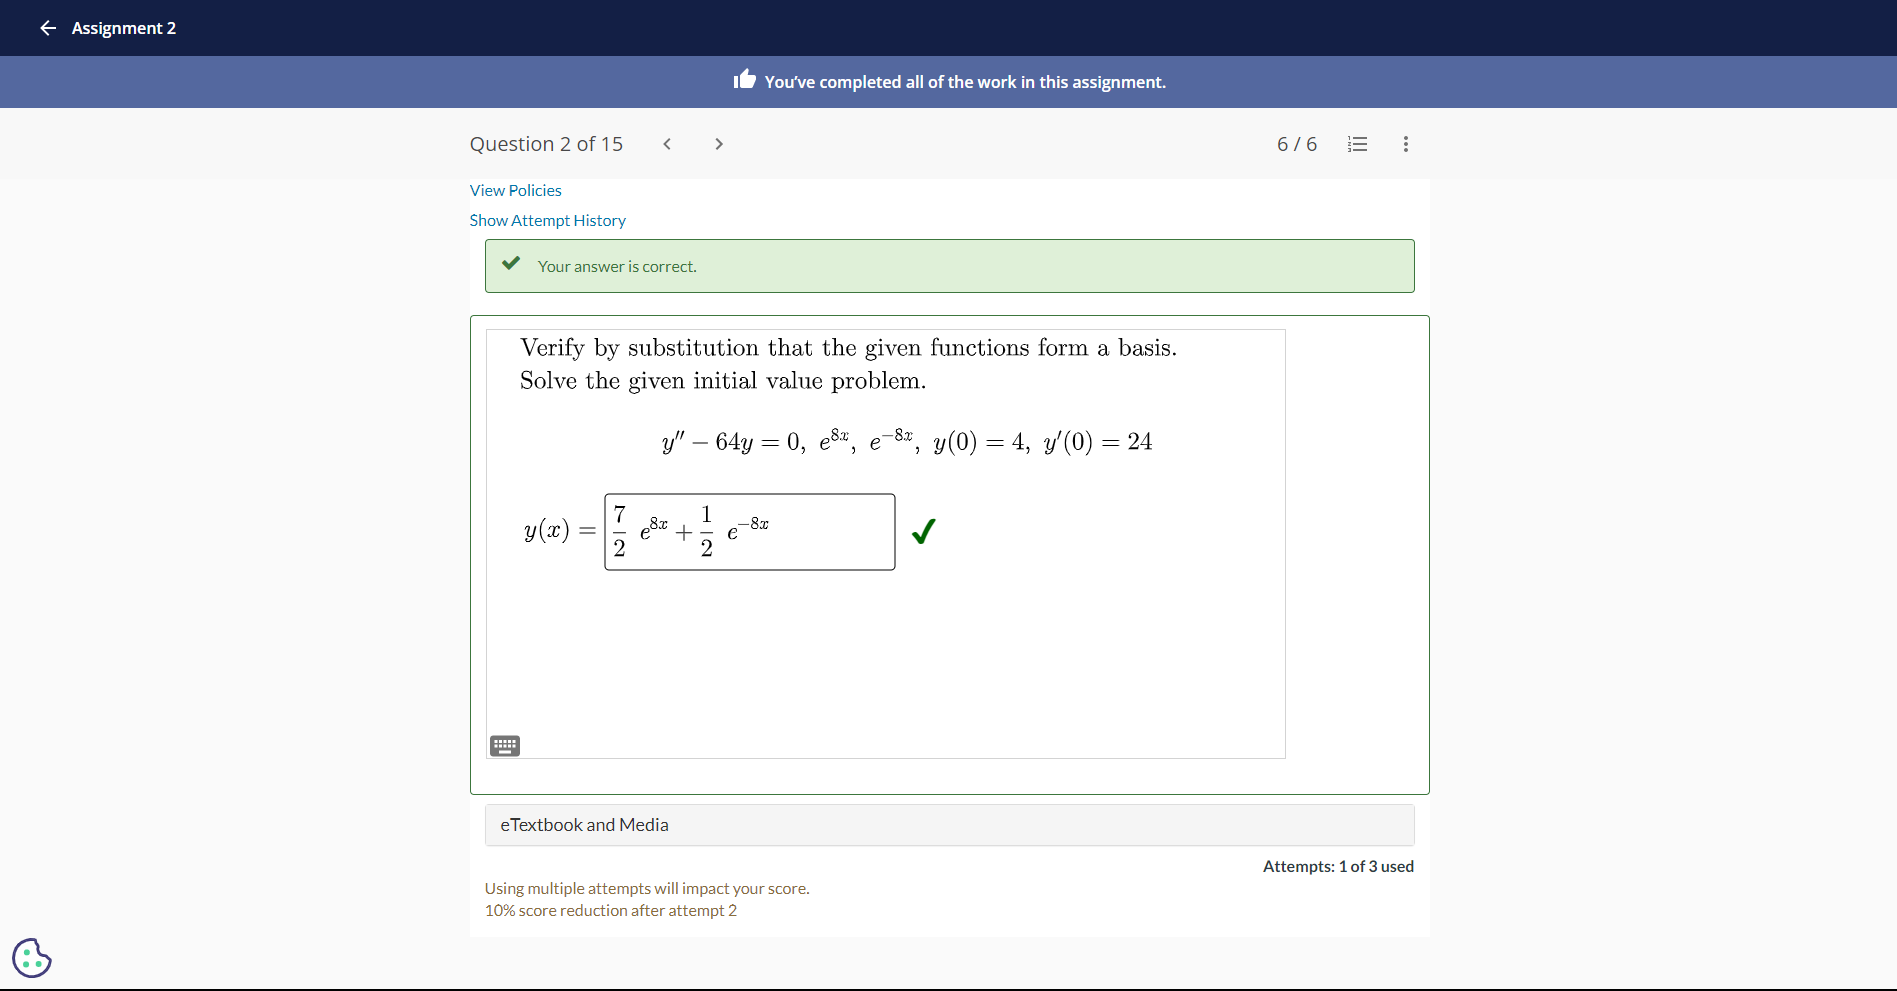 Assignment 2
You've completed all of the work in this assignment.
Question 2 of 15
6 / 6
View Policies
Show Attempt History
Your answer is correct.
Verify by substitution that the given functions form a basis.
Solve the given initial value problem.
y″ − 64y = 0, e^{8x}, e^{−8x}, y(0) = 4, y′(0) = 24
y(x) = 7/2 e^{8x} + 1/2 e^{−8x}
eTextbook and Media
Attempts: 1 of 3 used
Using multiple attempts will impact your score.
10% score reduction after attempt 2